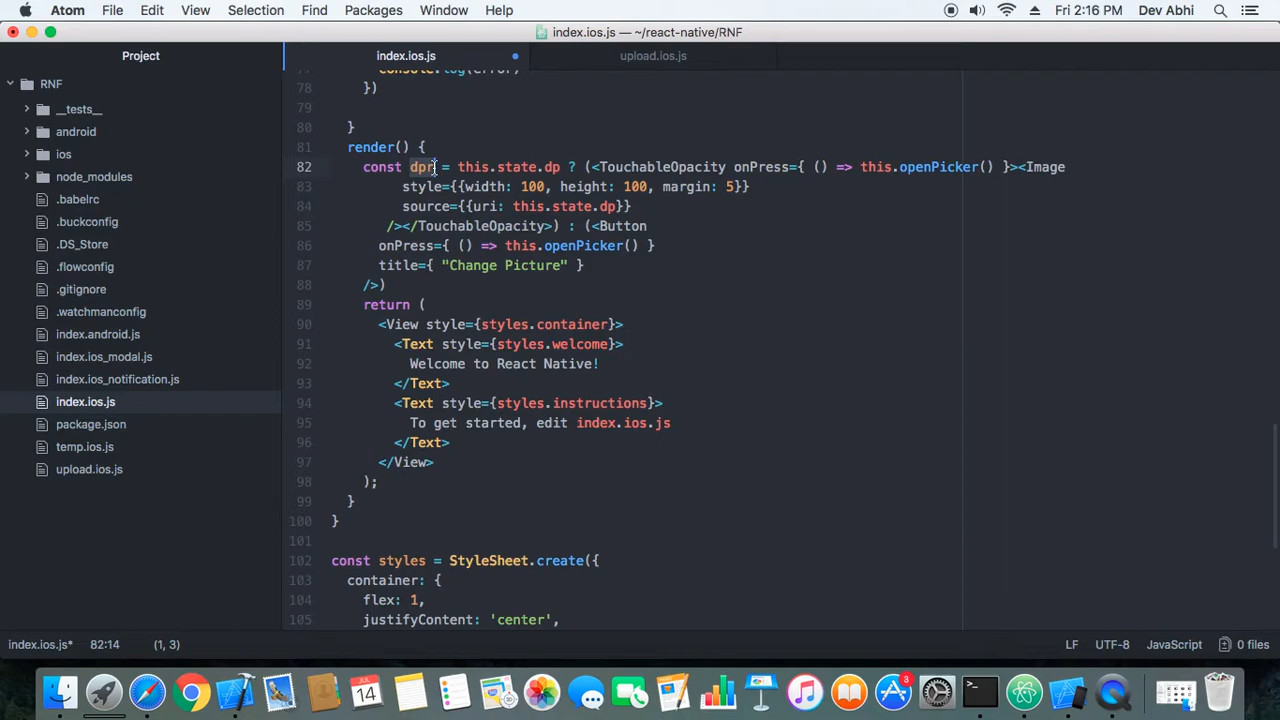 Atom File Edit View Selection Find Packages Window Help Fri 2:16 PM Dev Abhi
index.ios.js — ~/react-native/RNF
Project
index.ios.js upload.ios.js
RNF
__tests__
android
ios
node_modules
.babelrc
.buckconfig
.DS_Store
.flowconfig
.gitignore
.watchmanconfig
index.android.js
index.ios_modal.js
index.ios_notification.js
index.ios.js
package.json
temp.ios.js
upload.ios.js
77 console.log(error)
78 })
79
80 }
81 render() {
82 const dpr = this.state.dp ? (<TouchableOpacity onPress={ () => this.openPicker() }><Image
83 style={{width: 100, height: 100, margin: 5}}
84 source={{uri: this.state.dp}}
85 /></TouchableOpacity>) : (<Button
86 onPress={ () => this.openPicker() }
87 title={ "Change Picture" }
88 />)
89 return (
90 <View style={styles.container}>
91 <Text style={styles.welcome}>
92 Welcome to React Native!
93 </Text>
94 <Text style={styles.instructions}>
95 To get started, edit index.ios.js
96 </Text>
97 </View>
98 );
99 }
100 }
101
102 const styles = StyleSheet.create({
103 container: {
104 flex: 1,
105 justifyContent: 'center',
index.ios.js* 82:14 (1, 3) LF UTF-8 JavaScript 0 files
JUL
14
3